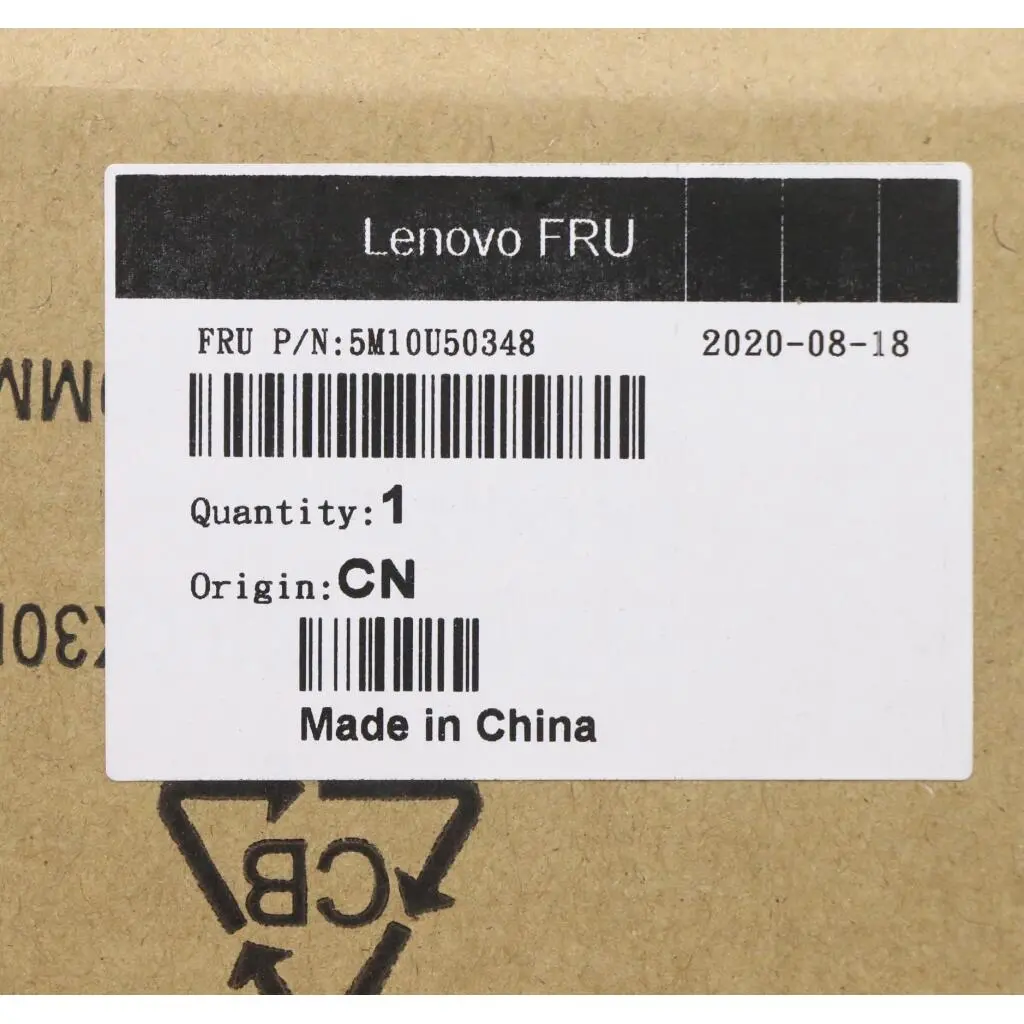 Lenovo FRU
FRU P/N:5M10U50348 2020-08-18
Quantity:1
Origin:CN
Made in China
CB